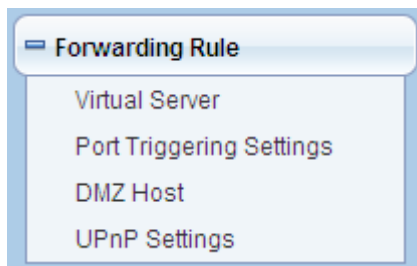 Forwarding Rule
Virtual Server
Port Triggering Settings
DMZ Host
UPnP Settings